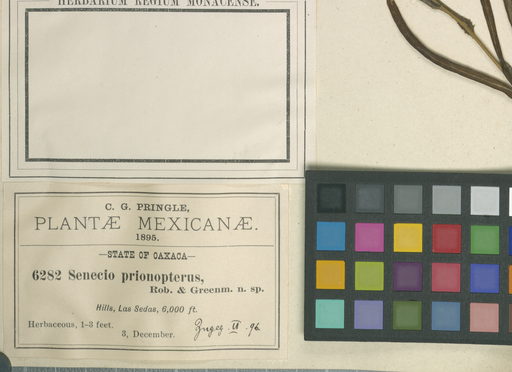 HERBARIUM REGIUM MONACENSE.
C. G. PRINGLE,
PLANTÆ MEXICANÆ.
1895.
—STATE OF OAXACA—
6282 Senecio prionopterus,
Rob. & Greenm. n. sp.
Hills, Las Sedas, 6,000 ft.
Herbaceous, 1-3 feet.
3, December.